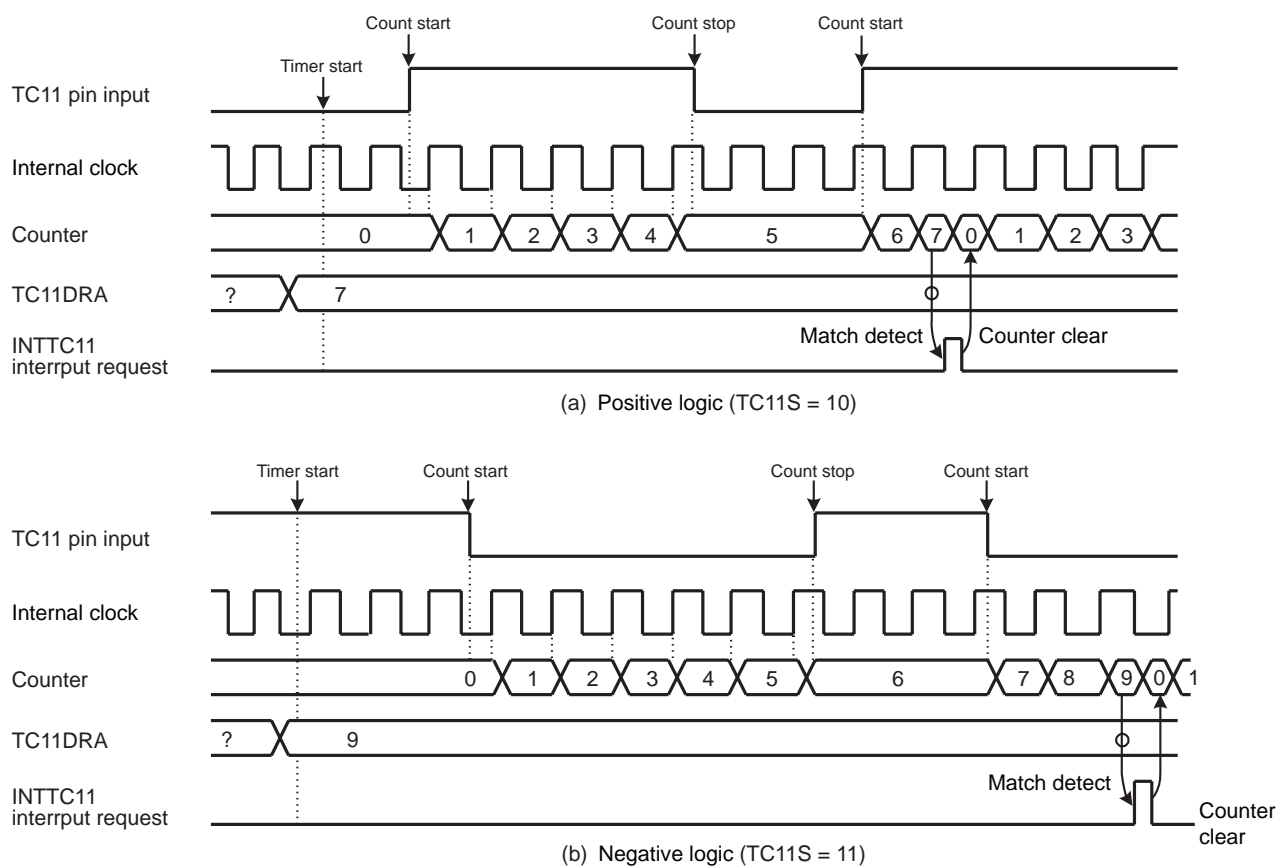 Count start
Count stop
Count start
Timer start
TC11 pin input
Internal clock
Counter
0 1 2 3 4 5 6 7 0 1 2 3
TC11DRA
? 7
INTTC11
interrput request
Match detect
Counter clear
(a) Positive logic (TC11S = 10)
Timer start
Count start
Count stop
Count start
TC11 pin input
Internal clock
Counter
0 1 2 3 4 5 6 7 8 9 0 1
TC11DRA
? 9
INTTC11
interrput request
Match detect
Counter
clear
(b) Negative logic (TC11S = 11)